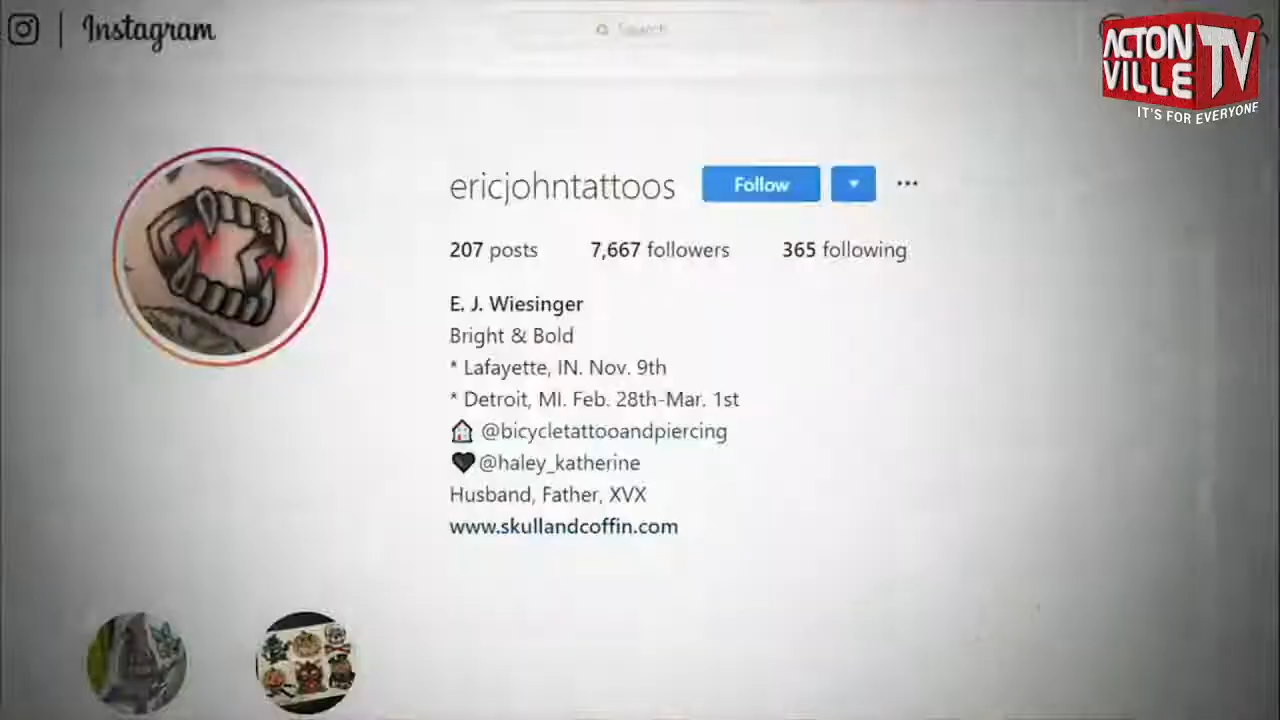 Instagram
Search
ACTON
VILLE TV
IT'S FOR EVERYONE
ericjohntattoos
Follow
207 posts 7,667 followers 365 following
E. J. Wiesinger
Bright & Bold
* Lafayette, IN. Nov. 9th
* Detroit, MI. Feb. 28th-Mar. 1st
@bicycletattooandpiercing
@haley_katherine
Husband, Father, XVX
www.skullandcoffin.com